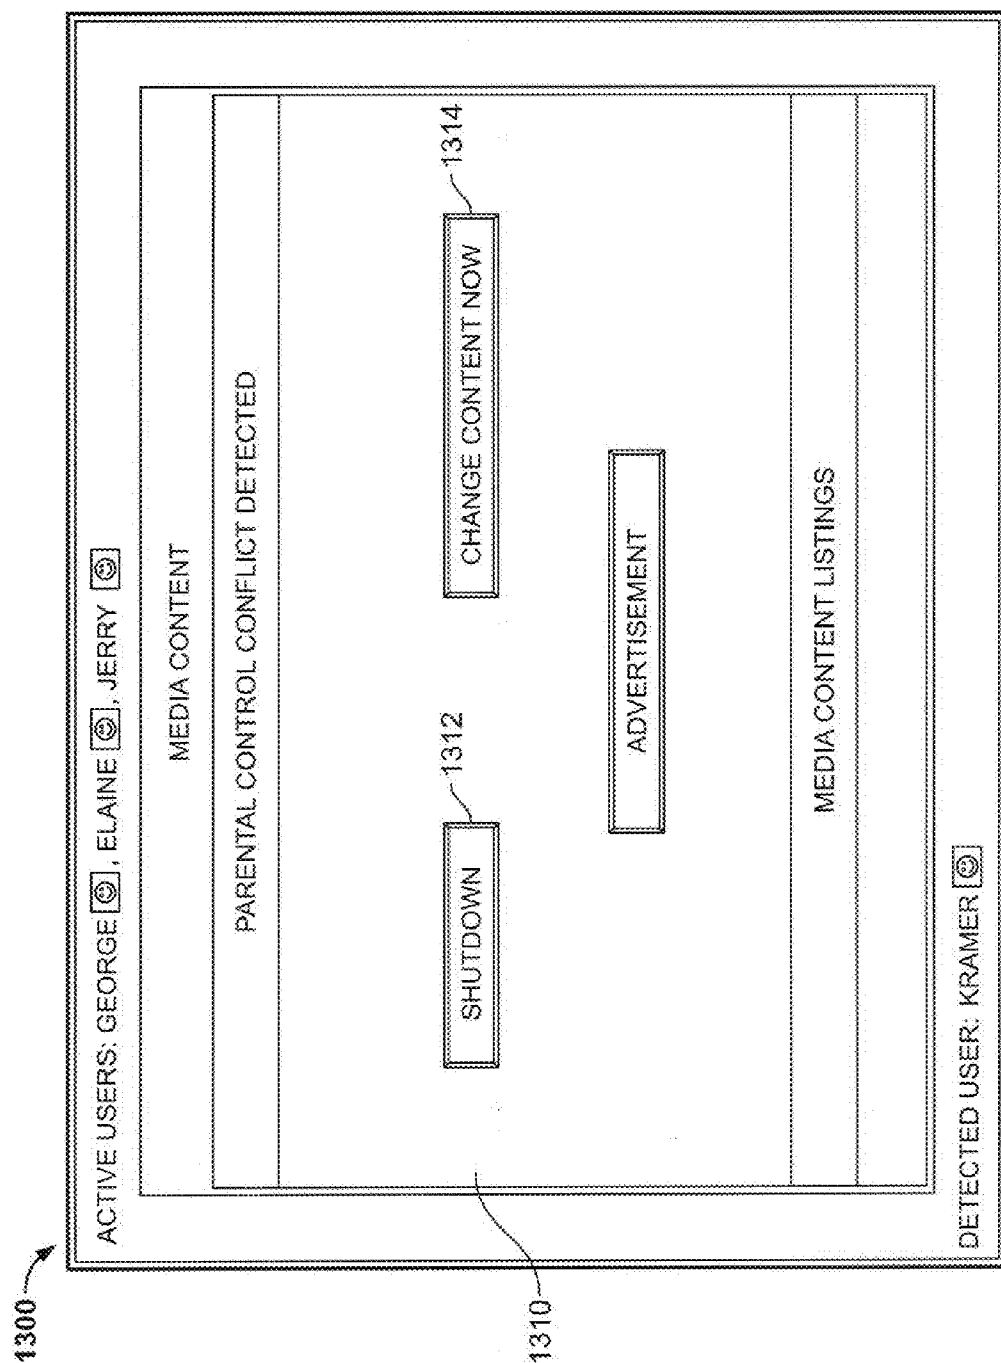 1300
ACTIVE USERS: GEORGE, ELAINE, JERRY
MEDIA CONTENT
PARENTAL CONTROL CONFLICT DETECTED
1312
1314
SHUTDOWN
CHANGE CONTENT NOW
1310
ADVERTISEMENT
MEDIA CONTENT LISTINGS
DETECTED USER: KRAMER